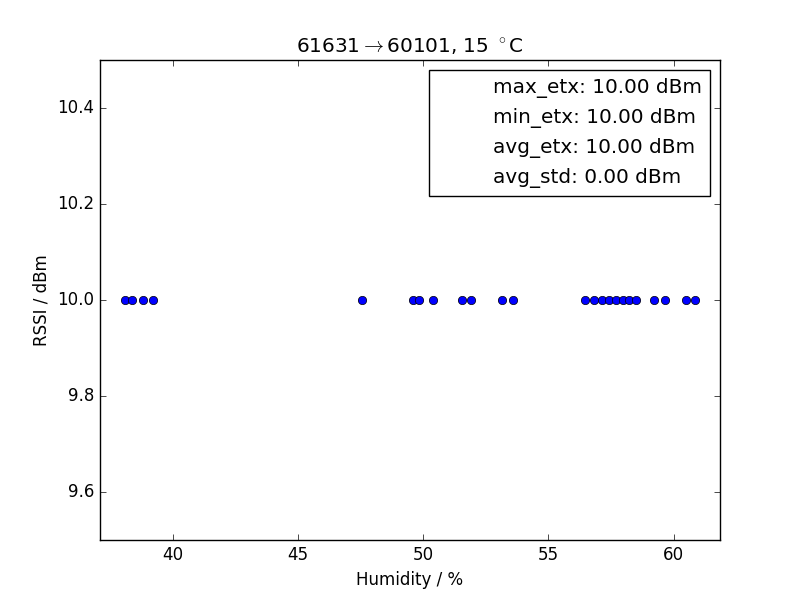 61631→60101, 15 °C
max_etx: 10.00 dBm
min_etx: 10.00 dBm
avg_etx: 10.00 dBm
avg_std: 0.00 dBm
10.4
10.2
10.0
9.8
9.6
RSSI / dBm
40 45 50 55 60
Humidity / %